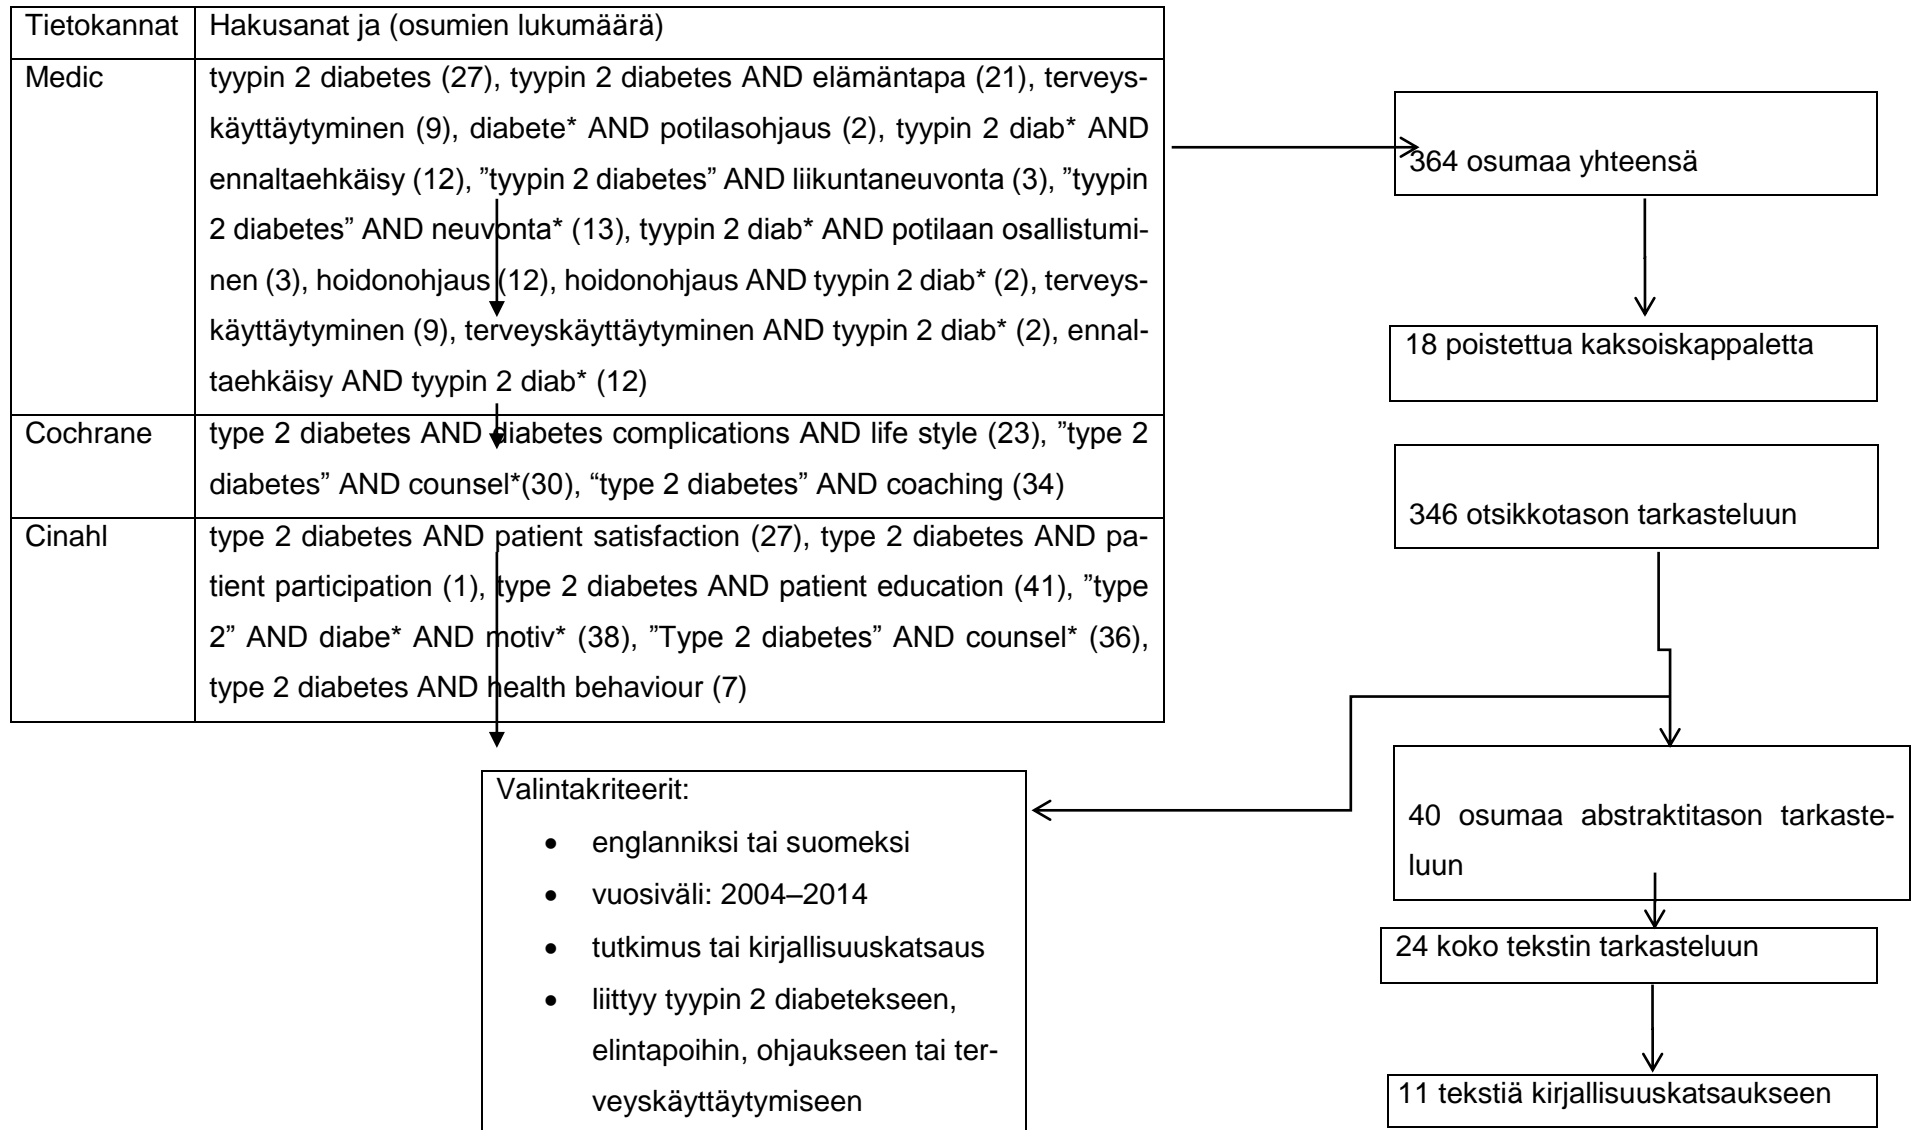 Tietokannat Hakusanat ja (osumien lukumäärä)
Medic tyypin 2 diabetes (27), tyypin 2 diabetes AND elämäntapa (21), terveys-
käyttäytyminen (9), diabete* AND potilasohjaus (2), tyypin 2 diab* AND
ennaltaehkäisy (12), ”tyypin 2 diabetes” AND liikuntaneuvonta (3), ”tyypin
2 diabetes” AND neuvonta* (13), tyypin 2 diab* AND potilaan osallistumi-
nen (3), hoidonohjaus (12), hoidonohjaus AND tyypin 2 diab* (2), terveys-
käyttäytyminen (9), terveyskäyttäytyminen AND tyypin 2 diab* (2), ennal-
taehkäisy AND tyypin 2 diab* (12)
Cochrane type 2 diabetes AND diabetes complications AND life style (23), ”type 2
diabetes” AND counsel*(30), “type 2 diabetes” AND coaching (34)
Cinahl type 2 diabetes AND patient satisfaction (27), type 2 diabetes AND pa-
tient participation (1), type 2 diabetes AND patient education (41), ”type
2” AND diabe* AND motiv* (38), ”Type 2 diabetes” AND counsel* (36),
type 2 diabetes AND health behaviour (7)
364 osumaa yhteensä
18 poistettua kaksoiskappaletta
346 otsikkotason tarkasteluun
40 osumaa abstraktitason tarkaste-
luun
24 koko tekstin tarkasteluun
11 tekstiä kirjallisuuskatsaukseen
Valintakriteerit:
• englanniksi tai suomeksi
• vuosiväli: 2004–2014
• tutkimus tai kirjallisuuskatsaus
• liittyy tyypin 2 diabetekseen,
elintapoihin, ohjaukseen tai ter-
veyskäyttäytymiseen